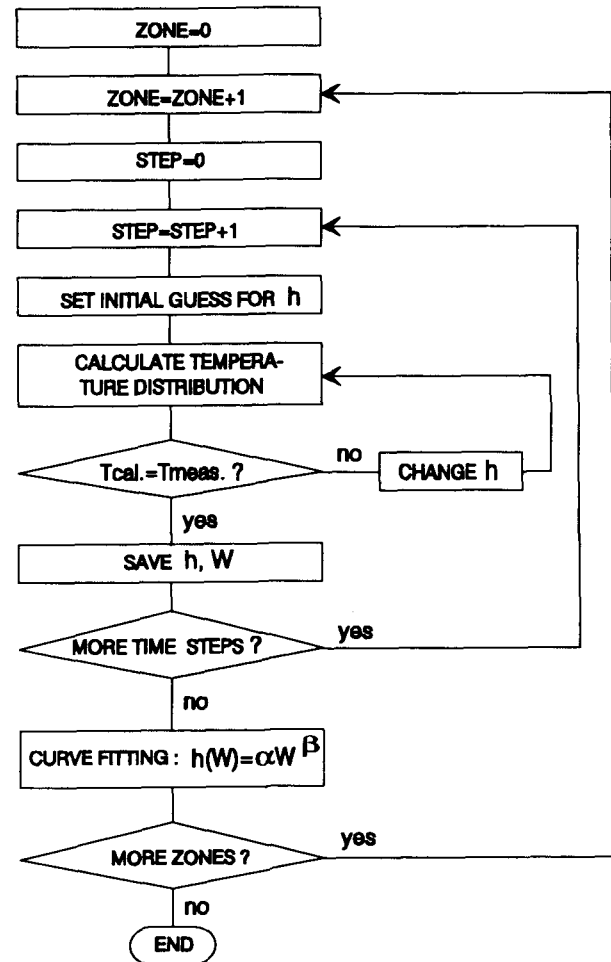 ZONE=0
ZONE=ZONE+1
STEP=0
STEP=STEP+1
SET INITIAL GUESS FOR h
CALCULATE TEMPERA-
TURE DISTRIBUTION
Tcal.=Tmeas. ?
no
CHANGE h
yes
SAVE h, W
MORE TIME STEPS ?
yes
no
CURVE FITTING : h(W)=αW^β
MORE ZONES ?
yes
no
END